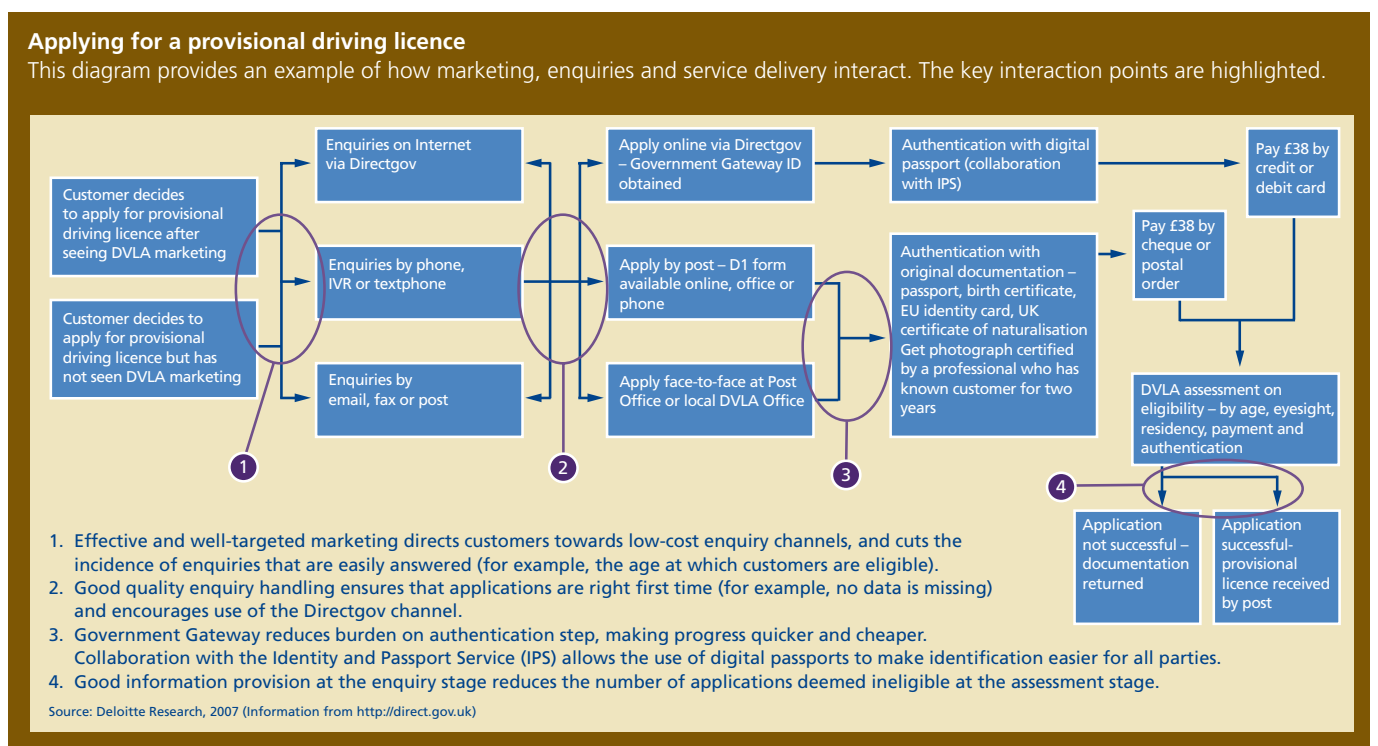 Applying for a provisional driving licence
This diagram provides an example of how marketing, enquiries and service delivery interact. The key interaction points are highlighted.
Customer decides
to apply for provisional
driving licence after
seeing DVLA marketing
Customer decides to
apply for provisional
driving licence but has
not seen DVLA marketing
Enquiries on Internet
via Directgov
Enquiries by phone,
IVR or textphone
Enquiries by
email, fax or post
Apply online via Directgov
– Government Gateway ID
obtained
Apply by post – D1 form
available online, office or
phone
Apply face-to-face at Post
Office or local DVLA Office
Authentication with digital
passport (collaboration
with IPS)
Authentication with
original documentation –
passport, birth certificate,
EU identity card, UK
certificate of naturalisation
Get photograph certified
by a professional who has
known customer for two
years
Pay £38 by
credit or
debit card
Pay £38 by
cheque or
postal
order
DVLA assessment on
eligibility – by age, eyesight,
residency, payment and
authentication
Application
not successful –
documentation
returned
Application
successful-
provisional
licence received
by post
1
2
3
4
1. Effective and well-targeted marketing directs customers towards low-cost enquiry channels, and cuts the
incidence of enquiries that are easily answered (for example, the age at which customers are eligible).
2. Good quality enquiry handling ensures that applications are right first time (for example, no data is missing)
and encourages use of the Directgov channel.
3. Government Gateway reduces burden on authentication step, making progress quicker and cheaper.
Collaboration with the Identity and Passport Service (IPS) allows the use of digital passports to make identification easier for all parties.
4. Good information provision at the enquiry stage reduces the number of applications deemed ineligible at the assessment stage.
Source: Deloitte Research, 2007 (Information from http://direct.gov.uk)